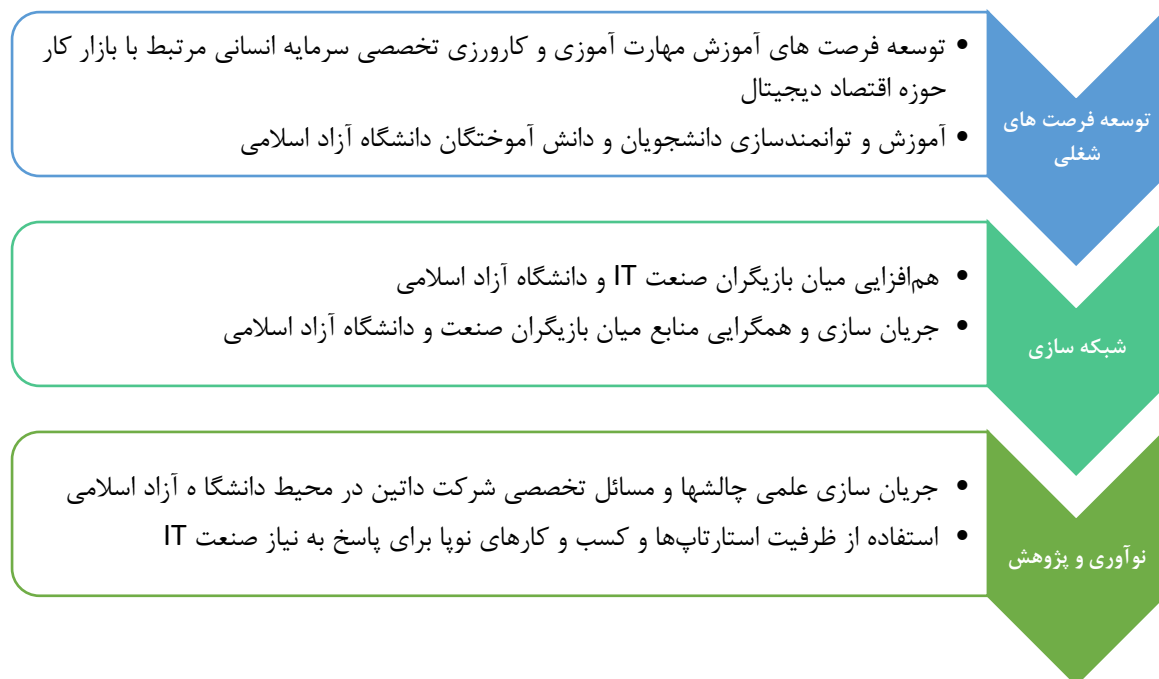 توسعه فرصت های
شغلی
• توسعه فرصت های آموزش مهارت آموزی و کارورزی تخصصی سرمایه انسانی مرتبط با بازار کار
حوزه اقتصاد دیجیتال
• آموزش و توانمندسازی دانشجویان و دانش آموختگان دانشگاه آزاد اسلامی
شبکه سازی
• هم‌افزایی میان بازیگران صنعت IT و دانشگاه آزاد اسلامی
• جریان سازی و همگرایی منابع میان بازیگران صنعت و دانشگاه آزاد اسلامی
نوآوری و پژوهش
• جریان سازی علمی چالشها و مسائل تخصصی شرکت داتین در محیط دانشگا ه آزاد اسلامی
• استفاده از ظرفیت استارتاپ‌ها و کسب و کارهای نوپا برای پاسخ به نیاز صنعت IT